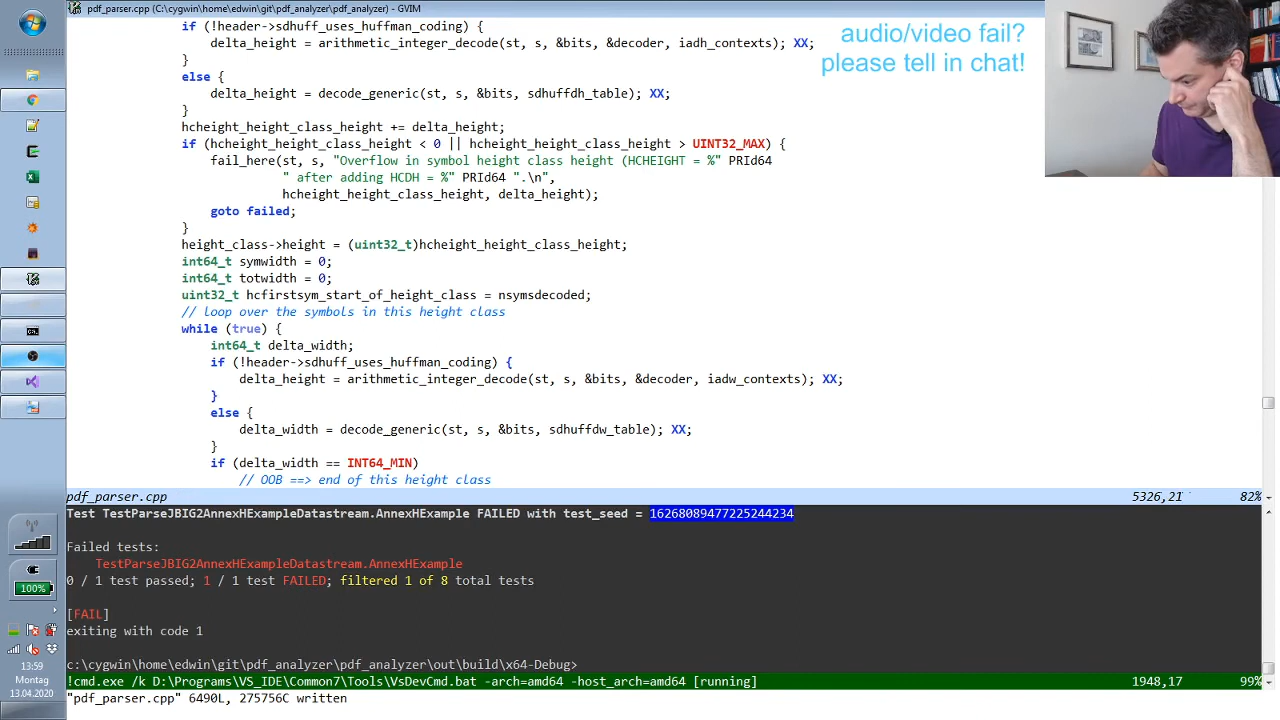 pdf_parser.cpp (C:\cygwin\home\edwin\git\pdf_analyzer\pdf_analyzer) - GVIM
audio/video fail?
please tell in chat!
if (!header->sdhuff_uses_huffman_coding) {
delta_height = arithmetic_integer_decode(st, s, &bits, &decoder, iadh_contexts); XX;
}
else {
delta_height = decode_generic(st, s, &bits, sdhuffdh_table); XX;
}
hcheight_height_class_height += delta_height;
if (hcheight_height_class_height < 0 || hcheight_height_class_height > UINT32_MAX) {
fail_here(st, s, "Overflow in symbol height class height (HCHEIGHT = %" PRId64
" after adding HCDH = %" PRId64 ".\n",
hcheight_height_class_height, delta_height);
goto failed;
}
height_class->height = (uint32_t)hcheight_height_class_height;
int64_t symwidth = 0;
int64_t totwidth = 0;
uint32_t hcfirstsym_start_of_height_class = nsymsdecoded;
// loop over the symbols in this height class
while (true) {
int64_t delta_width;
if (!header->sdhuff_uses_huffman_coding) {
delta_height = arithmetic_integer_decode(st, s, &bits, &decoder, iadw_contexts); XX;
}
else {
delta_width = decode_generic(st, s, &bits, sdhuffdw_table); XX;
}
if (delta_width == INT64_MIN)
// OOB ==> end of this height class
pdf_parser.cpp 5326,21 82%
Test TestParseJBIG2AnnexHExampleDatastream.AnnexHExample FAILED with test_seed = 16268089477225244234
Failed tests:
TestParseJBIG2AnnexHExampleDatastream.AnnexHExample
0 / 1 test passed; 1 / 1 test FAILED; filtered 1 of 8 total tests
[FAIL]
exiting with code 1
c:\cygwin\home\edwin\git\pdf_analyzer\pdf_analyzer\out\build\x64-Debug>
!cmd.exe /k D:\Programs\VS_IDE\Common7\Tools\VsDevCmd.bat -arch=amd64 -host_arch=amd64 [running] 1948,17 99%
"pdf_parser.cpp" 6490L, 275756C written
100%
13:59
Montag
13.04.2020